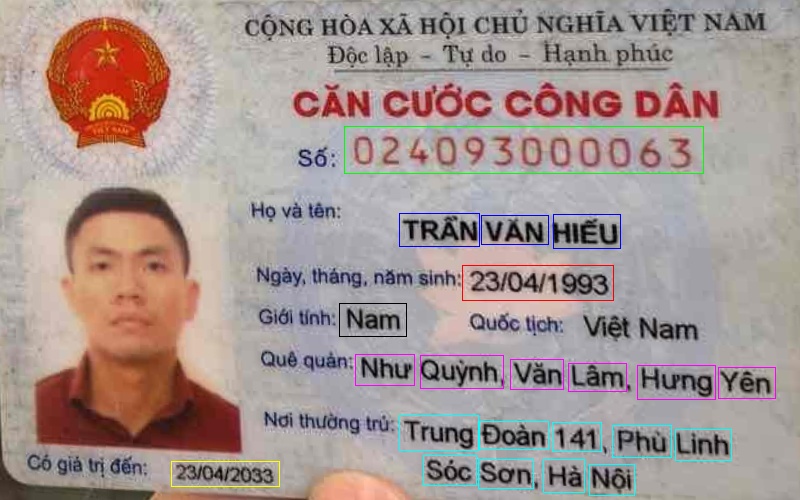 CỘNG HÒA XÃ HỘI CHỦ NGHĨA VIỆT NAM
Độc lập - Tự do - Hạnh phúc
CĂN CƯỚC CÔNG DÂN
Số: 024093000063
Họ và tên:
TRẦN VĂN HIẾU
Ngày, tháng, năm sinh: 23/04/1993
Giới tính: Nam Quốc tịch: Việt Nam
Quê quán: Như Quỳnh, Văn Lâm, Hưng Yên
Nơi thường trú: Trung Đoàn 141, Phù Linh
Sóc Sơn, Hà Nội
Có giá trị đến: 23/04/2033
VIỆT NAM